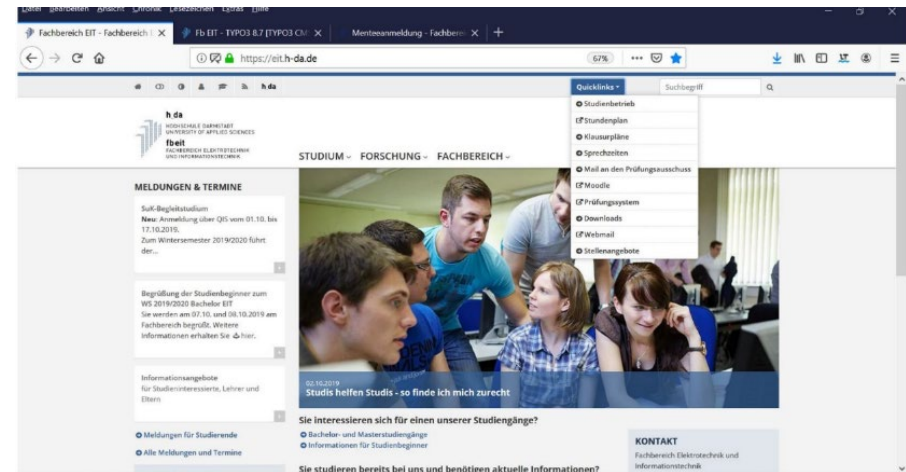 Datei Bearbeiten Ansicht Chronik Lesezeichen Extras Hilfe
Fachbereich EIT - Fachbereich
Fb EIT - TYPO3 8.7 [TYPO3 CM
Menteeanmeldung - Fachberei
https://eit.h-da.de
67%
h da
Quicklinks
Suchbegriff
Studienbetrieb
Stundenplan
Klausurpläne
Sprechzeiten
Mail an den Prüfungsausschuss
Moodle
Prüfungssystem
Downloads
Webmail
Stellenangebote
h_da
HOCHSCHULE DARMSTADT
UNIVERSITY OF APPLIED SCIENCES
fbeit
FACHBEREICH ELEKTROTECHNIK
UND INFORMATIONSTECHNIK
STUDIUM FORSCHUNG FACHBEREICH
MELDUNGEN & TERMINE
SuK-Begleitstudium
Neu: Anmeldung über QIS vom 01.10. bis
17.10.2019.
Zum Wintersemester 2019/2020 führt
der...
Begrüßung der Studienbeginner zum
WS 2019/2020 Bachelor EIT
Sie werden am 07.10. und 08.10.2019 am
Fachbereich begrüßt. Weitere
Informationen erhalten Sie hier.
Informationsangebote
für Studieninteressierte, Lehrer und
Eltern
Meldungen für Studierende
Alle Meldungen und Termine
02.10.2019
Studis helfen Studis - so finde ich mich zurecht
Sie interessieren sich für einen unserer Studiengänge?
Bachelor- und Masterstudiengänge
Informationen für Studienbeginner
Sie studieren bereits bei uns und benötigen aktuelle Informationen?
KONTAKT
Fachbereich Elektrotechnik und
Informationstechnik